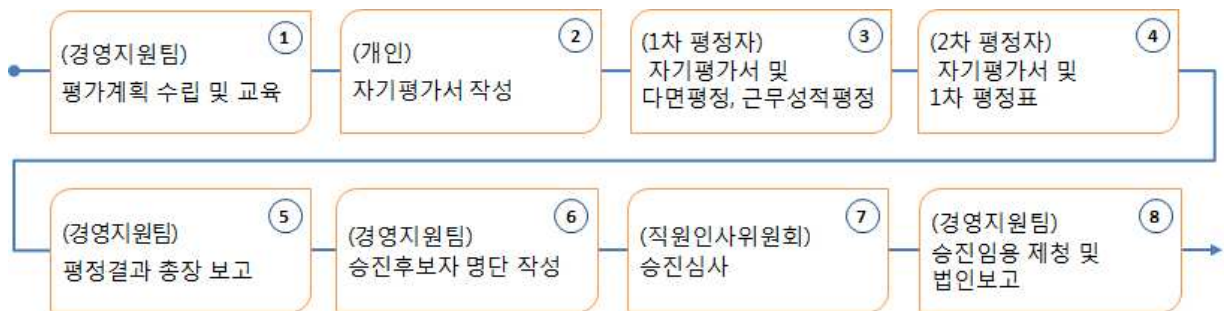 1
(경영지원팀)
평가계획 수립 및 교육
2
(개인)
자기평가서 작성
3
(1차 평정자)
자기평가서 및
다면평정, 근무성적평정
4
(2차 평정자)
자기평가서 및
1차 평정표
5
(경영지원팀)
평정결과 총장 보고
6
(경영지원팀)
승진후보자 명단 작성
7
(직원인사위원회)
승진심사
8
(경영지원팀)
승진임용 제청 및
법인보고